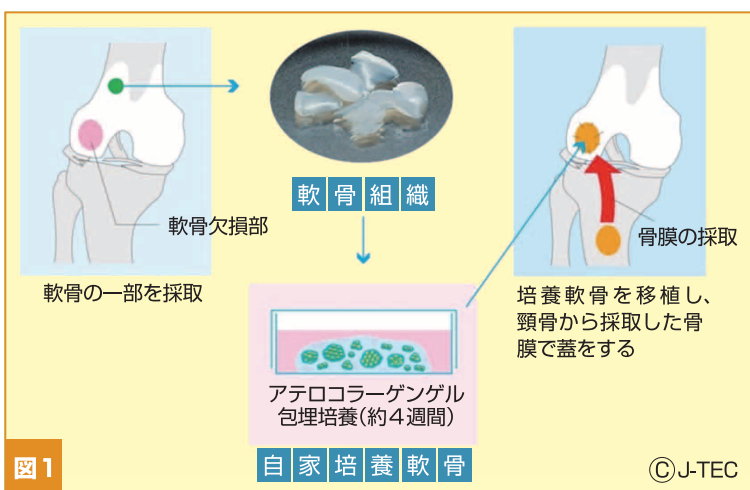 軟骨欠損部
軟骨の一部を採取
軟骨組織
アテロコラーゲンゲル
包埋培養(約4週間)
自家培養軟骨
骨膜の採取
培養軟骨を移植し、
頸骨から採取した骨
膜で蓋をする
図1
ⒸJ-TEC